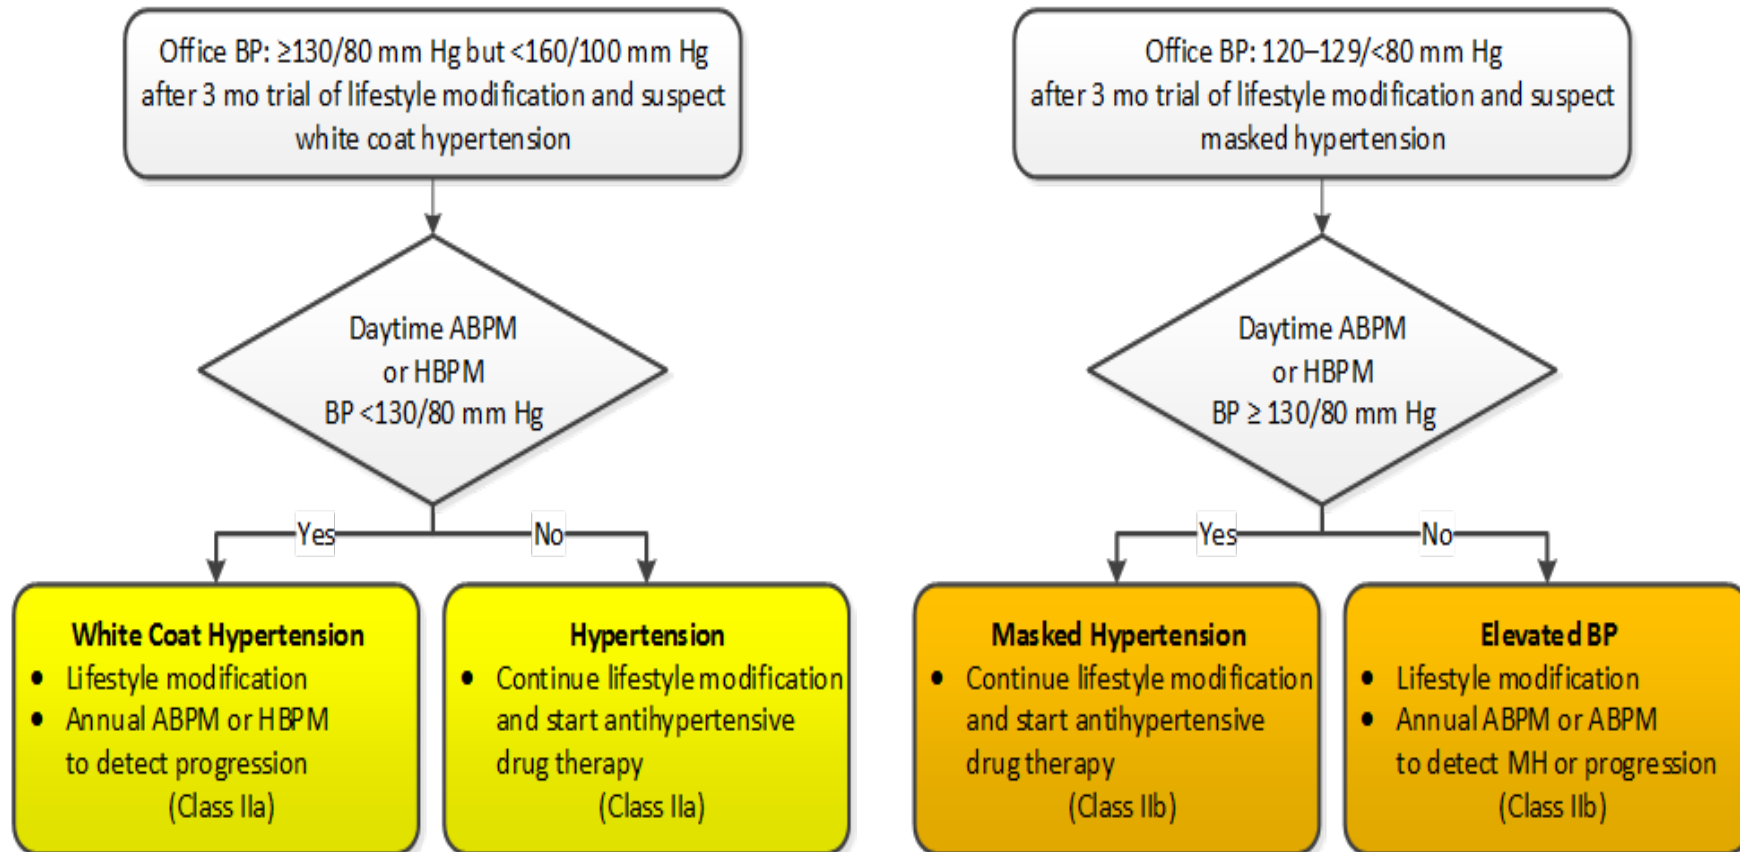 Office BP: ≥130/80 mm Hg but <160/100 mm Hg
after 3 mo trial of lifestyle modification and suspect
white coat hypertension
Daytime ABPM
or HBPM
BP <130/80 mm Hg
Yes
No
White Coat Hypertension
• Lifestyle modification
• Annual ABPM or HBPM
to detect progression
(Class IIa)
Hypertension
• Continue lifestyle modification
and start antihypertensive
drug therapy
(Class IIa)
Office BP: 120–129/<80 mm Hg
after 3 mo trial of lifestyle modification and suspect
masked hypertension
Daytime ABPM
or HBPM
BP ≥ 130/80 mm Hg
Yes
No
Masked Hypertension
• Continue lifestyle modification
and start antihypertensive
drug therapy
(Class IIb)
Elevated BP
• Lifestyle modification
• Annual ABPM or ABPM
to detect MH or progression
(Class IIb)